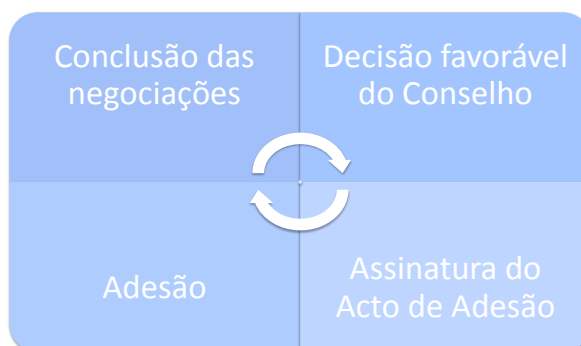 Conclusão das
negociações
Decisão favorável
do Conselho
Adesão
Assinatura do
Acto de Adesão